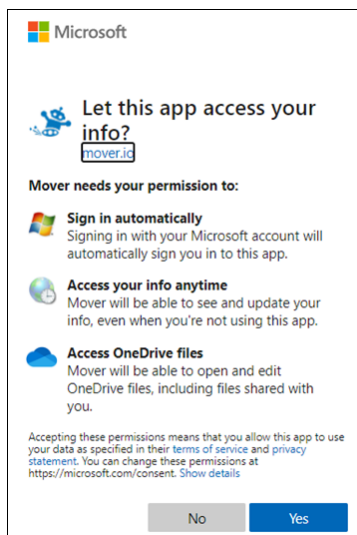 Microsoft
Let this app access your
info?
mover.io
Mover needs your permission to:
Sign in automatically
Signing in with your Microsoft account will
automatically sign you in to this app.
Access your info anytime
Mover will be able to see and update your
info, even when you're not using this app.
Access OneDrive files
Mover will be able to open and edit
OneDrive files, including files shared with
you.
Accepting these permissions means that you allow this app to use
your data as specified in their terms of service and privacy
statement. You can change these permissions at
https://microsoft.com/consent. Show details
No Yes